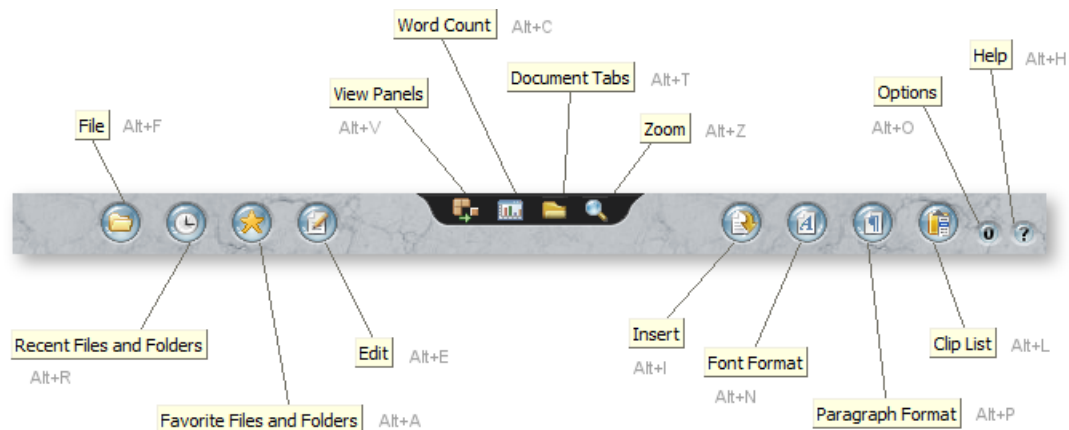 Word Count Alt+C
Help Alt+H
Document Tabs Alt+T
View Panels
Options
Alt+V
Alt+O
File Alt+F
Zoom Alt+Z
A
¶
0 ?
Insert
Recent Files and Folders
Edit Alt+E
Clip List Alt+L
Alt+I
Font Format
Alt+R
Alt+N
Favorite Files and Folders Alt+A
Paragraph Format Alt+P